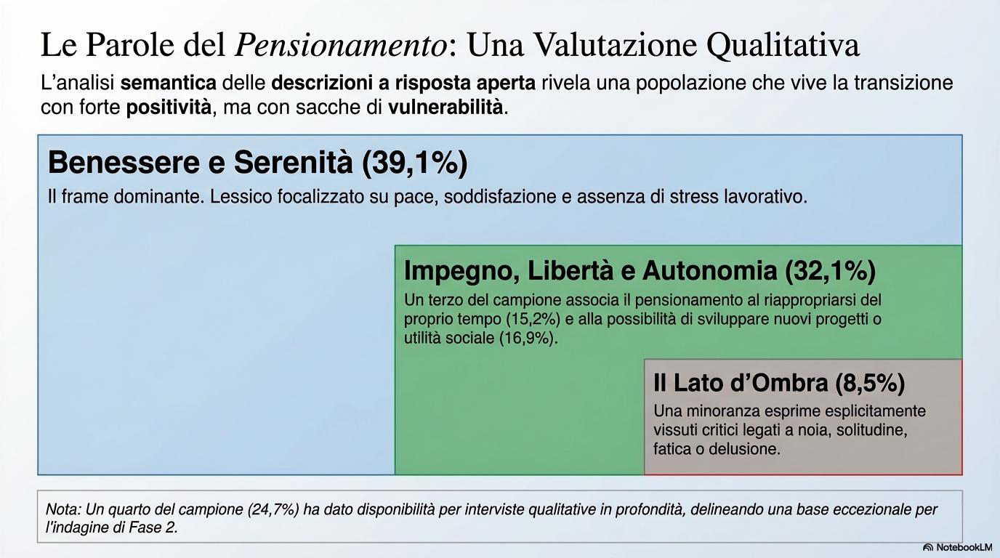 Le Parole del Pensionamento: Una Valutazione Qualitativa
L'analisi semantica delle descrizioni a risposta aperta rivela una popolazione che vive la transizione
con forte positività, ma con sacche di vulnerabilità.
Benessere e Serenità (39,1%)
Il frame dominante. Lessico focalizzato su pace, soddisfazione e assenza di stress lavorativo.
Impegno, Libertà e Autonomia (32,1%)
Un terzo del campione associa il pensionamento al riappropriarsi del
proprio tempo (15,2%) e alla possibilità di sviluppare nuovi progetti o
utilità sociale (16,9%).
Il Lato d'Ombra (8,5%)
Una minoranza esprime esplicitamente
vissuti critici legati a noia, solitudine,
fatica o delusione.
Nota: Un quarto del campione (24,7%) ha dato disponibilità per interviste qualitative in profondità, delineando una base eccezionale per
l'indagine di Fase 2.
NotebookLM